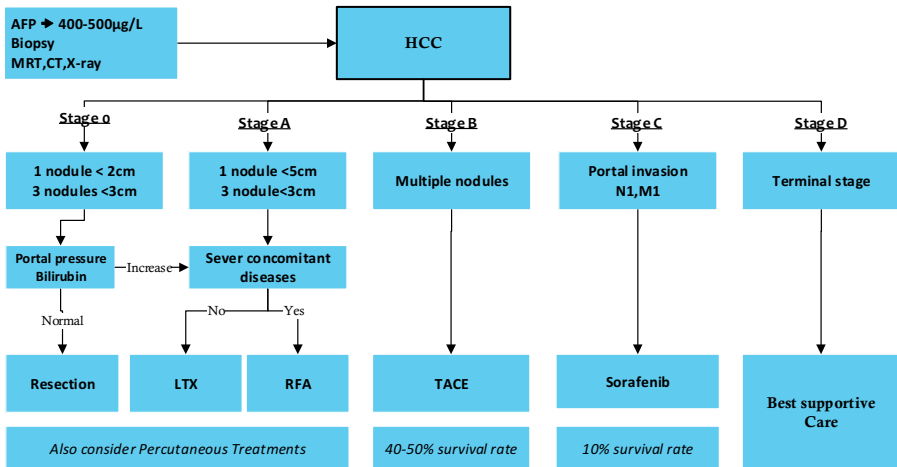 AFP → 400-500µg/L
Biopsy
MRT,CT,X-ray
HCC
Stage 0
Stage A
Stage B
Stage C
Stage D
1 nodule < 2cm
3 nodules <3cm
1 nodule <5cm
3 nodule<3cm
Multiple nodules
Portal invasion
N1,M1
Terminal stage
Portal pressure
Bilirubin
Increase
Sever concomitant
diseases
Normal
No
Yes
Resection
LTX
RFA
TACE
Sorafenib
Best supportive
Care
Also consider Percutaneous Treatments
40-50% survival rate
10% survival rate